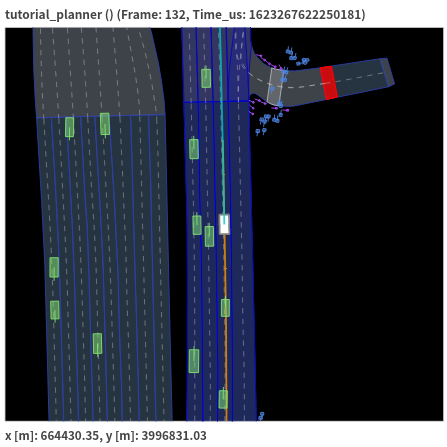 tutorial_planner () (Frame: 132, Time_us: 1623267622250181)
x [m]: 664430.35, y [m]: 3996831.03